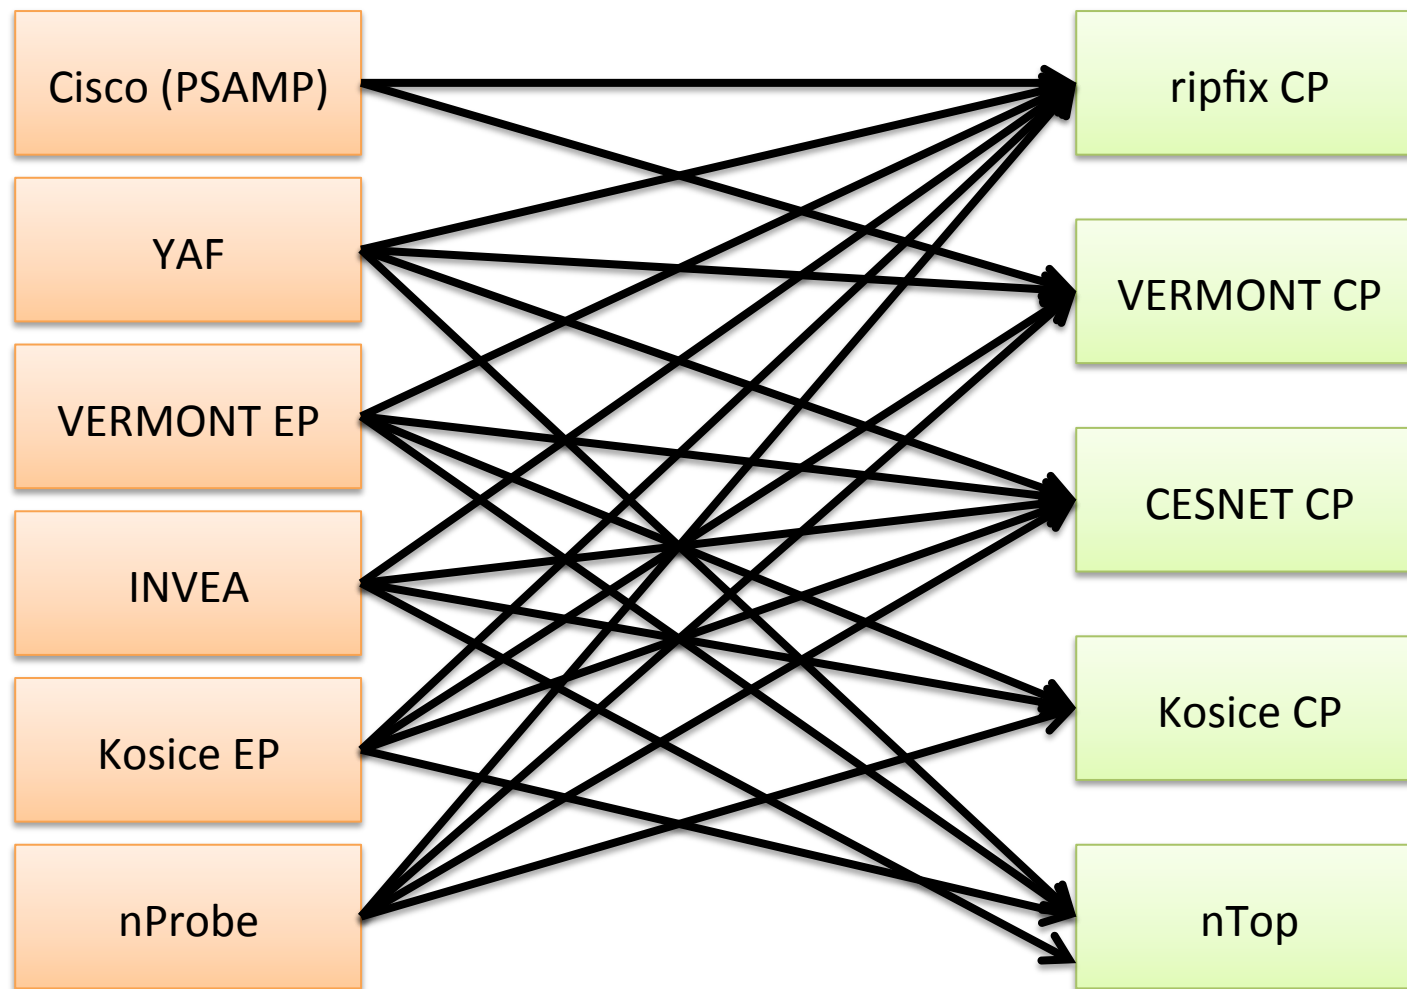 Cisco (PSAMP)
YAF
VERMONT EP
INVEA
Kosice EP
nProbe
ripfix CP
VERMONT CP
CESNET CP
Kosice CP
nTop